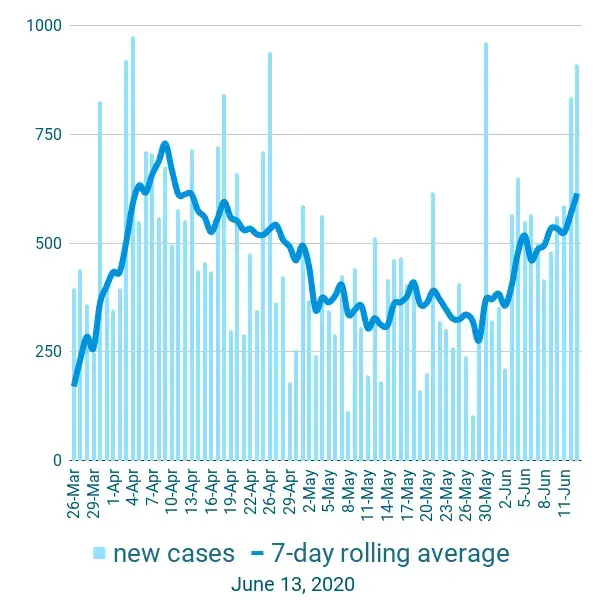 1000
750
500
250
0
26-Mar
29-Mar
1-Apr
4-Apr
7-Apr
10-Apr
13-Apr
16-Apr
19-Apr
22-Apr
26-Apr
29-Apr
2-May
5-May
8-May
11-May
14-May
17-May
20-May
23-May
26-May
30-May
2-Jun
5-Jun
8-Jun
11-Jun
new cases 7-day rolling average
June 13, 2020